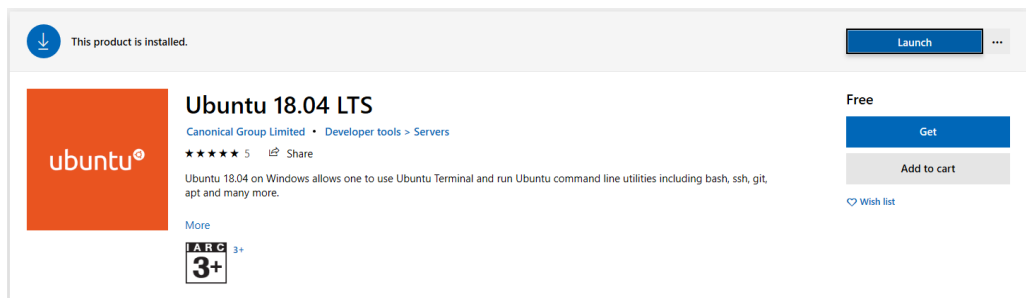 This product is installed.
Launch
...
ubuntu
Ubuntu 18.04 LTS
Canonical Group Limited • Developer tools > Servers
★★★★★ 5 Share
Ubuntu 18.04 on Windows allows one to use Ubuntu Terminal and run Ubuntu command line utilities including bash, ssh, git,
apt and many more.
More
IARC
3+
3+
Free
Get
Add to cart
Wish list